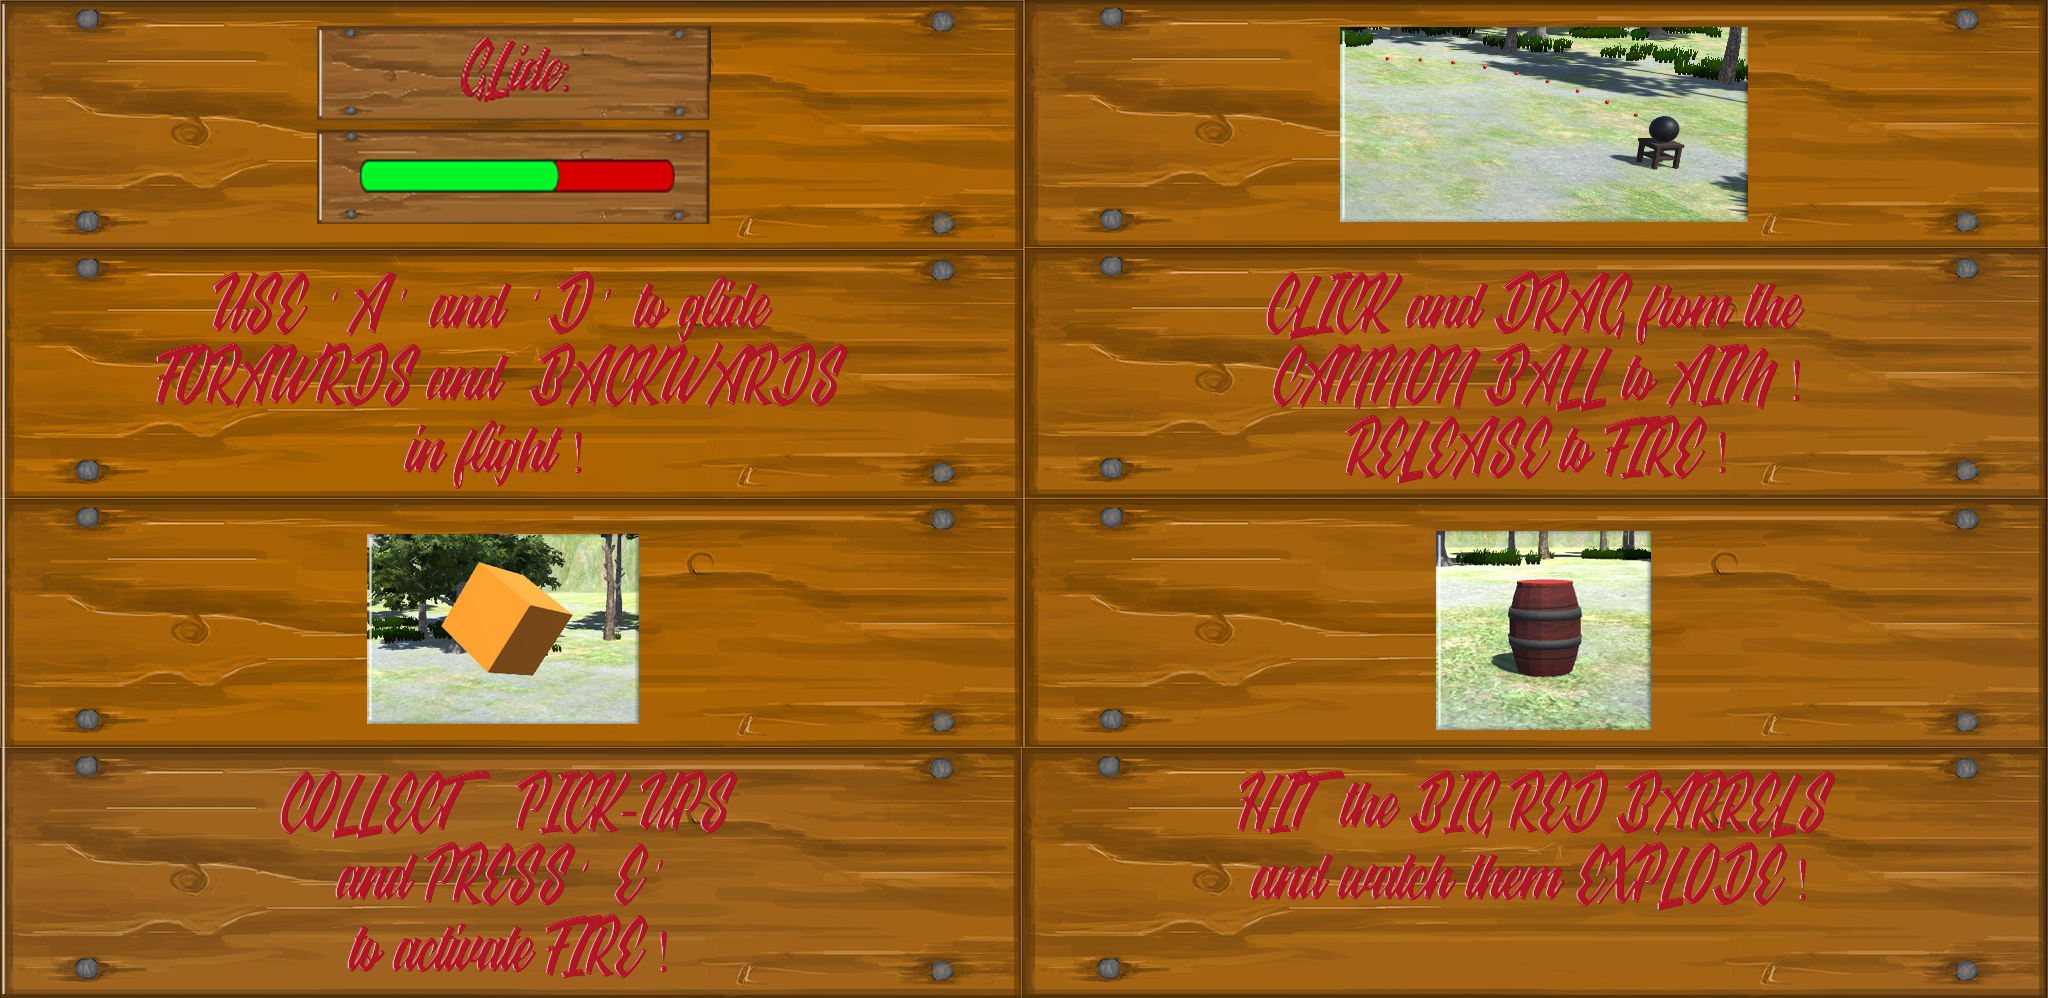 GLide:
USE ' A ' and ' D ' to glide
FORAWRDS and BACKWARDS
in flight !
CLICK and DRAG from the
CANNON BALL to AIM !
RELEASE to FIRE !
COLLECT PICK-UPS
and PRESS ' E '
to activate FIRE !
HIT the BIG RED BARRELS
and watch them EXPLODE !